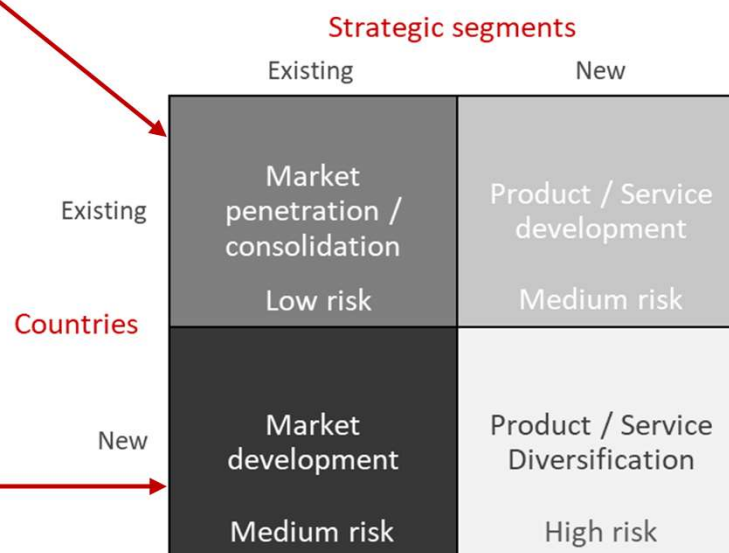 Strategic segments
Existing
New
Existing
Market
penetration /
consolidation
Low risk
Product / Service
development
Medium risk
Countries
New
Market
development
Medium risk
Product / Service
Diversification
High risk